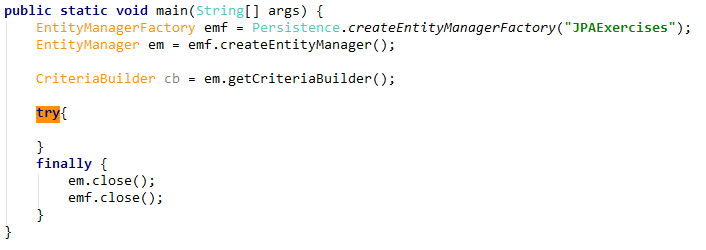 public static void main(String[] args) {
    EntityManagerFactory emf = Persistence.createEntityManagerFactory("JPAExercises");
    EntityManager em = emf.createEntityManager();
    CriteriaBuilder cb = em.getCriteriaBuilder();
    try{
    }
    finally {
        em.close();
        emf.close();
    }
}